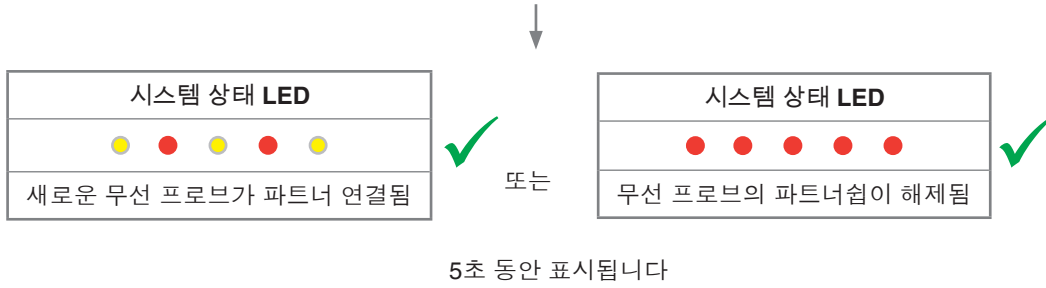 시스템 상태 LED
새로운 무선 프로브가 파트너 연결됨
또는
시스템 상태 LED
무선 프로브의 파트너쉽이 해제됨
5초 동안 표시됩니다